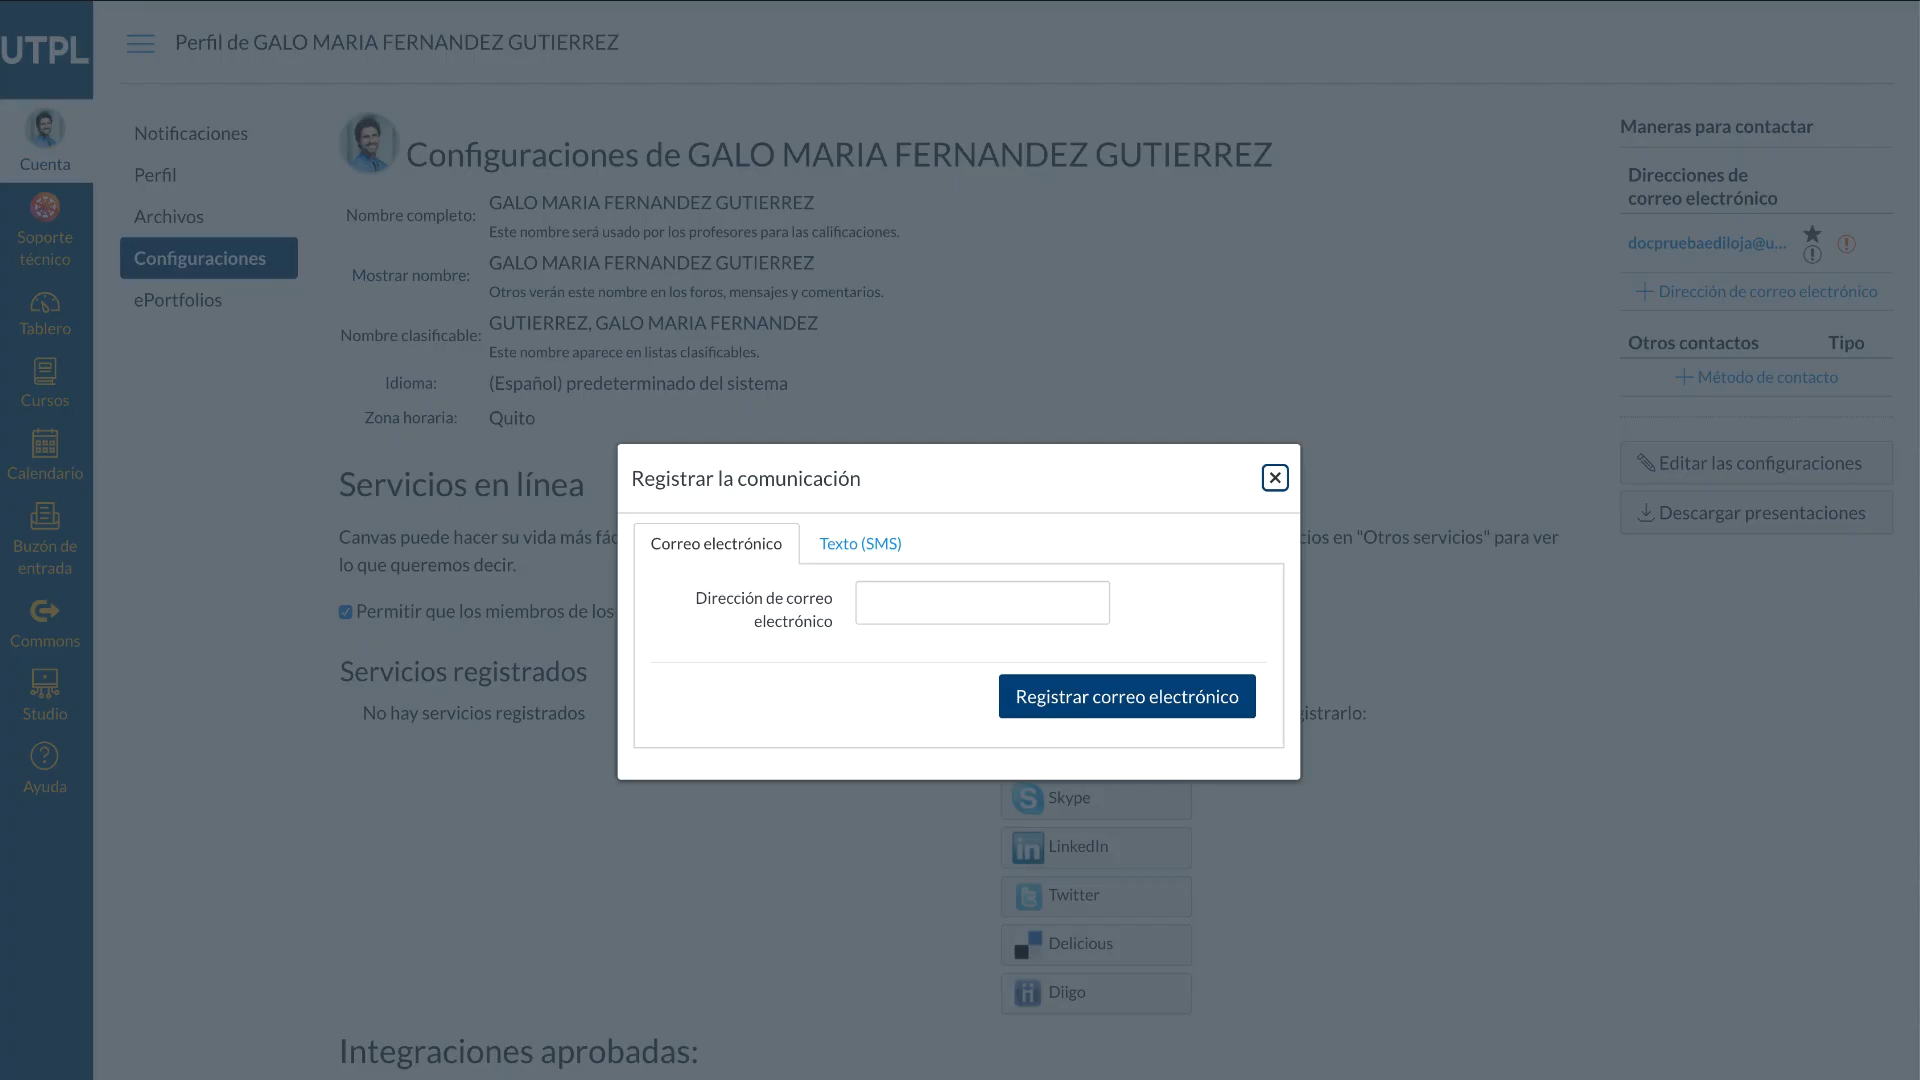 UTPL
Perfil de GALO MARIA FERNANDEZ GUTIERREZ
Cuenta
Soporte
técnico
Tablero
Cursos
Calendario
Buzón de
entrada
Commons
Studio
Ayuda
Notificaciones
Perfil
Archivos
Configuraciones
ePortfolios
Configuraciones de GALO MARIA FERNANDEZ GUTIERREZ
Nombre completo: GALO MARIA FERNANDEZ GUTIERREZ
Este nombre será usado por los profesores para las calificaciones.
Mostrar nombre: GALO MARIA FERNANDEZ GUTIERREZ
Otros verán este nombre en los foros, mensajes y comentarios.
Nombre clasificable: GUTIERREZ, GALO MARIA FERNANDEZ
Este nombre aparece en listas clasificables.
Idioma: (Español) predeterminado del sistema
Zona horaria: Quito
Servicios en línea
Canvas puede hacer su vida más fác
cios en "Otros servicios" para ver
lo que queremos decir.
Permitir que los miembros de los
Servicios registrados
No hay servicios registrados
gistrarlo:
Registrar la comunicación
Correo electrónico Texto (SMS)
Dirección de correo
electrónico
Registrar correo electrónico
Skype
LinkedIn
Twitter
Delicious
Diigo
Integraciones aprobadas:
Maneras para contactar
Direcciones de
correo electrónico
docpruebaediloja@u...
Dirección de correo electrónico
Otros contactos Tipo
Método de contacto
Editar las configuraciones
Descargar presentaciones